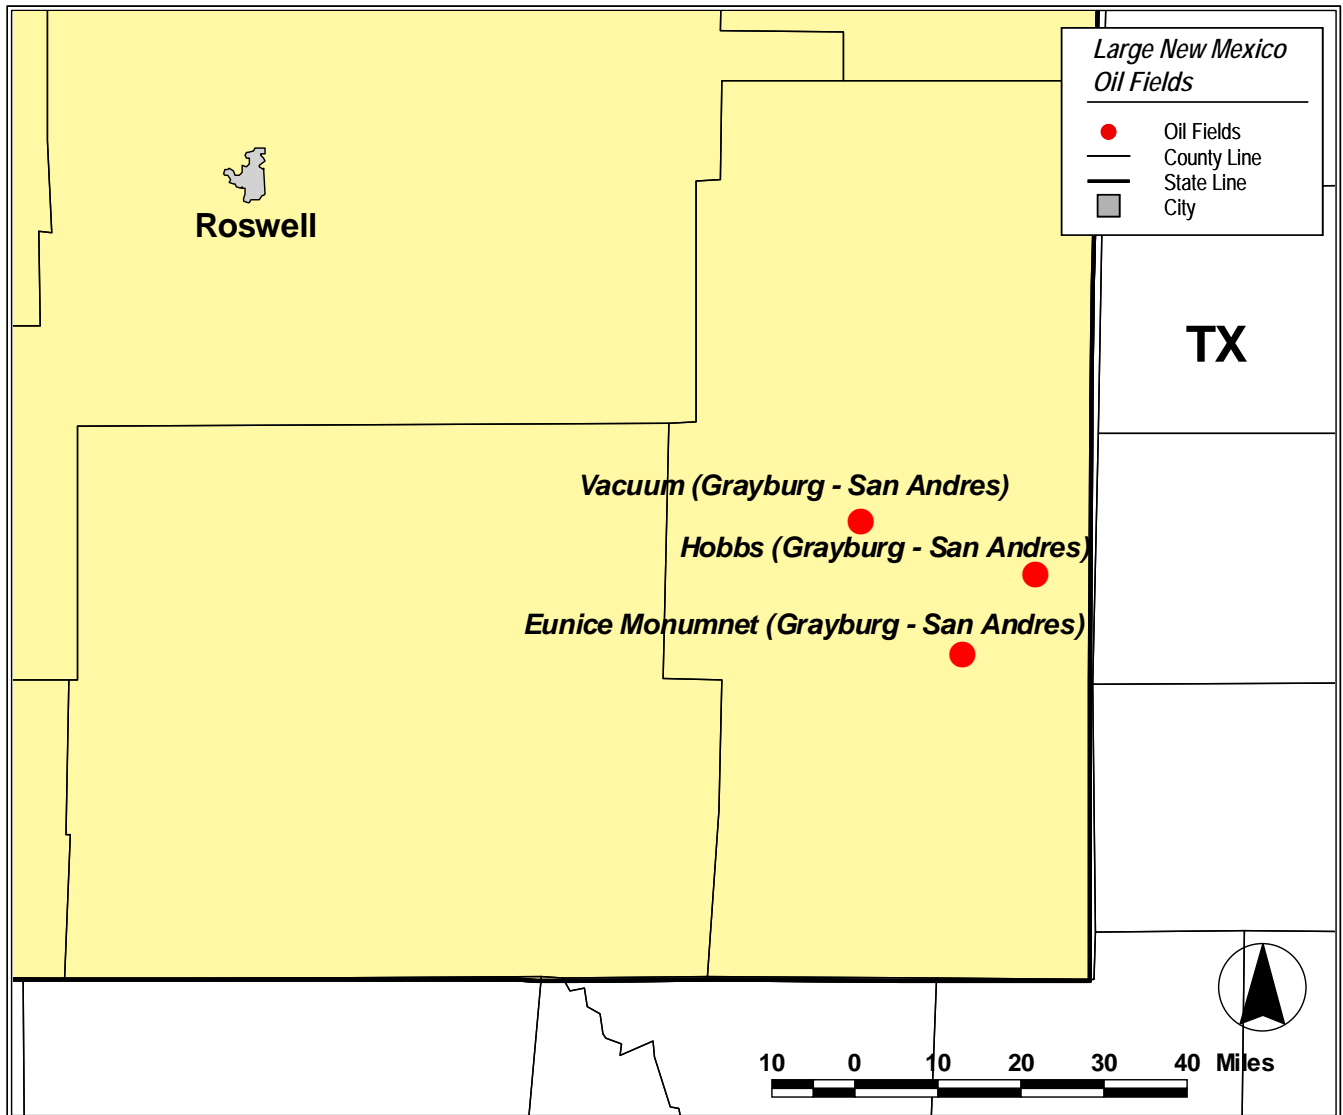 Large New Mexico
Oil Fields
Oil Fields
County Line
State Line
City
Roswell
TX
Vacuum (Grayburg - San Andres)
Hobbs (Grayburg - San Andres)
Eunice Monumnet (Grayburg - San Andres)
10 0 10 20 30 40 Miles